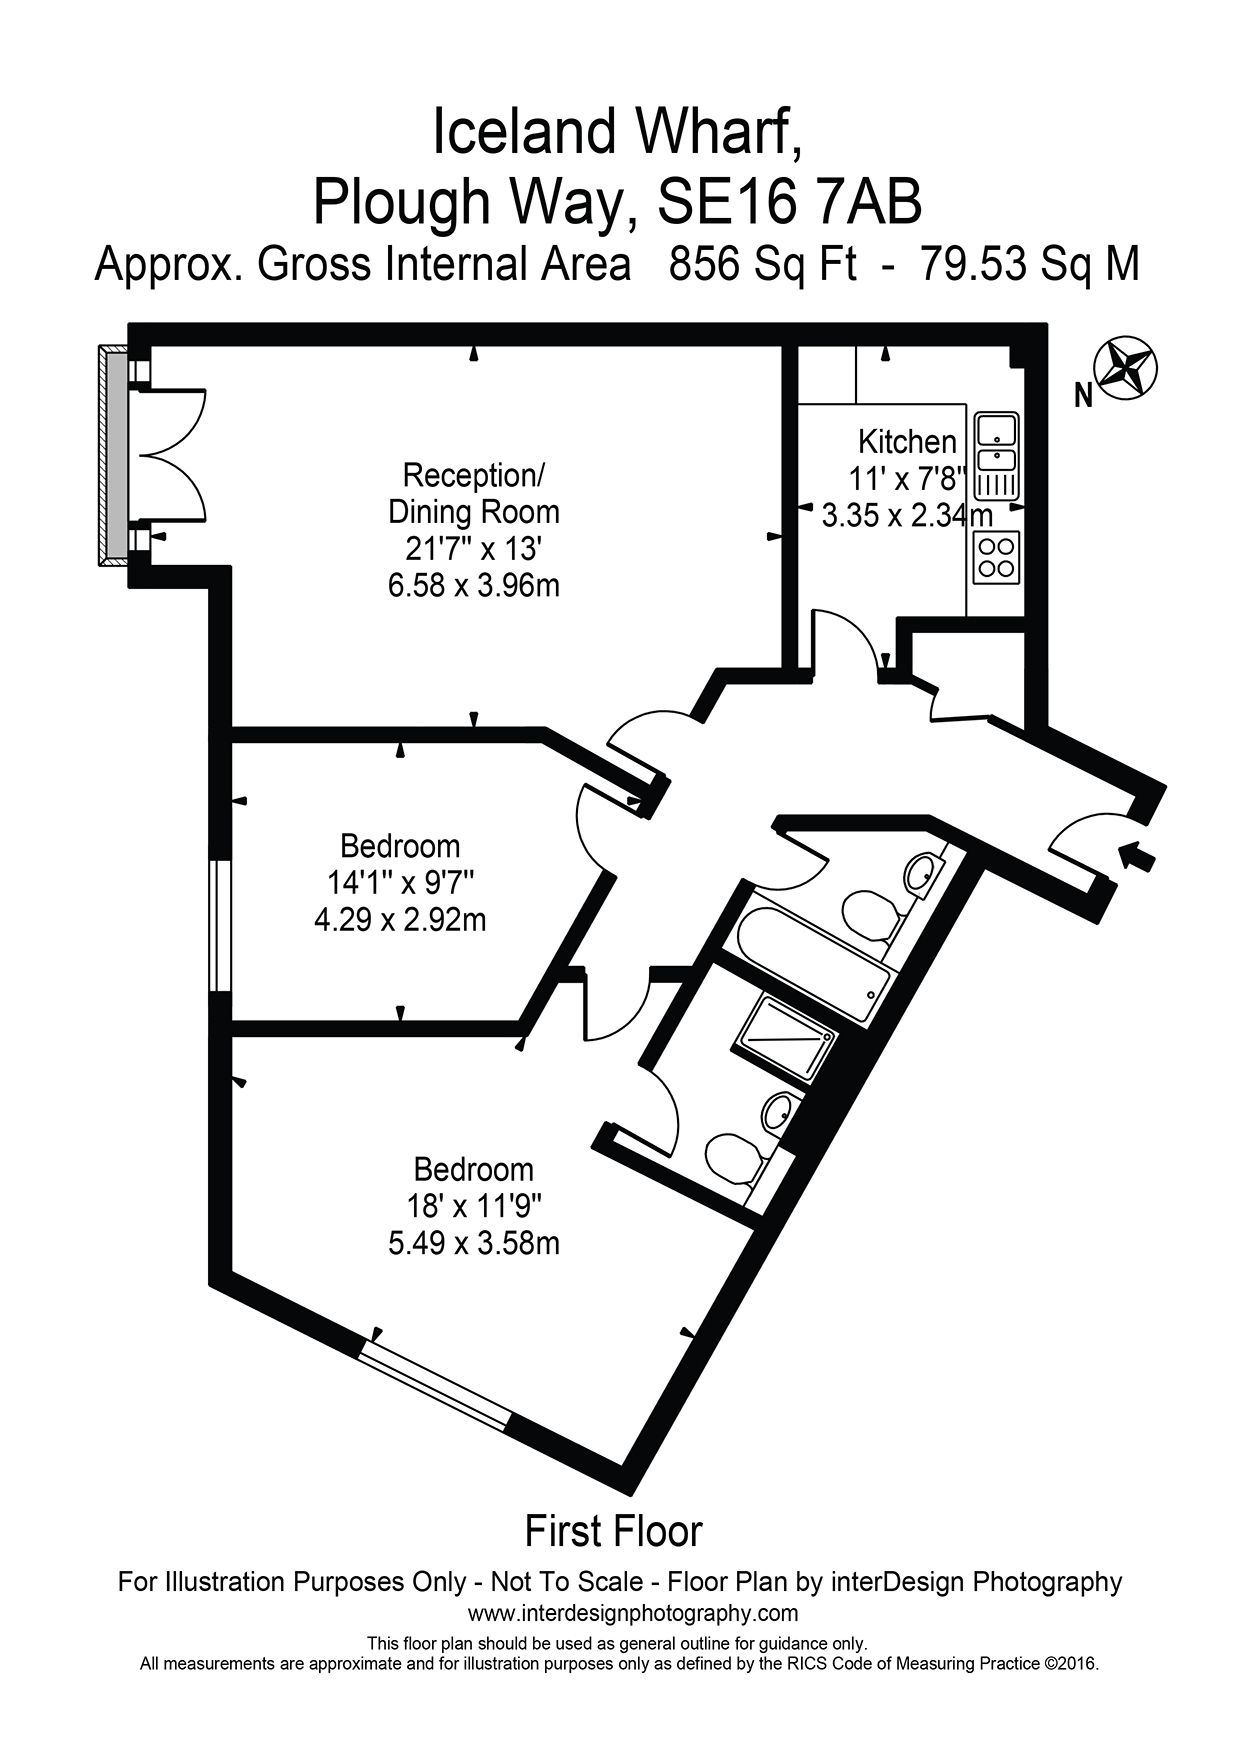 Iceland Wharf,
Plough Way, SE16 7AB
Approx. Gross Internal Area 856 Sq Ft - 79.53 Sq M
N
Kitchen
11' x 7'8"
3.35 x 2.34m
Reception/
Dining Room
21'7" x 13'
6.58 x 3.96m
Bedroom
14'1" x 9'7"
4.29 x 2.92m
Bedroom
18' x 11'9"
5.49 x 3.58m
First Floor
For Illustration Purposes Only - Not To Scale - Floor Plan by interDesign Photography
www.interdesignphotography.com
This floor plan should be used as general outline for guidance only.
All measurements are approximate and for illustration purposes only as defined by the RICS Code of Measuring Practice ©2016.